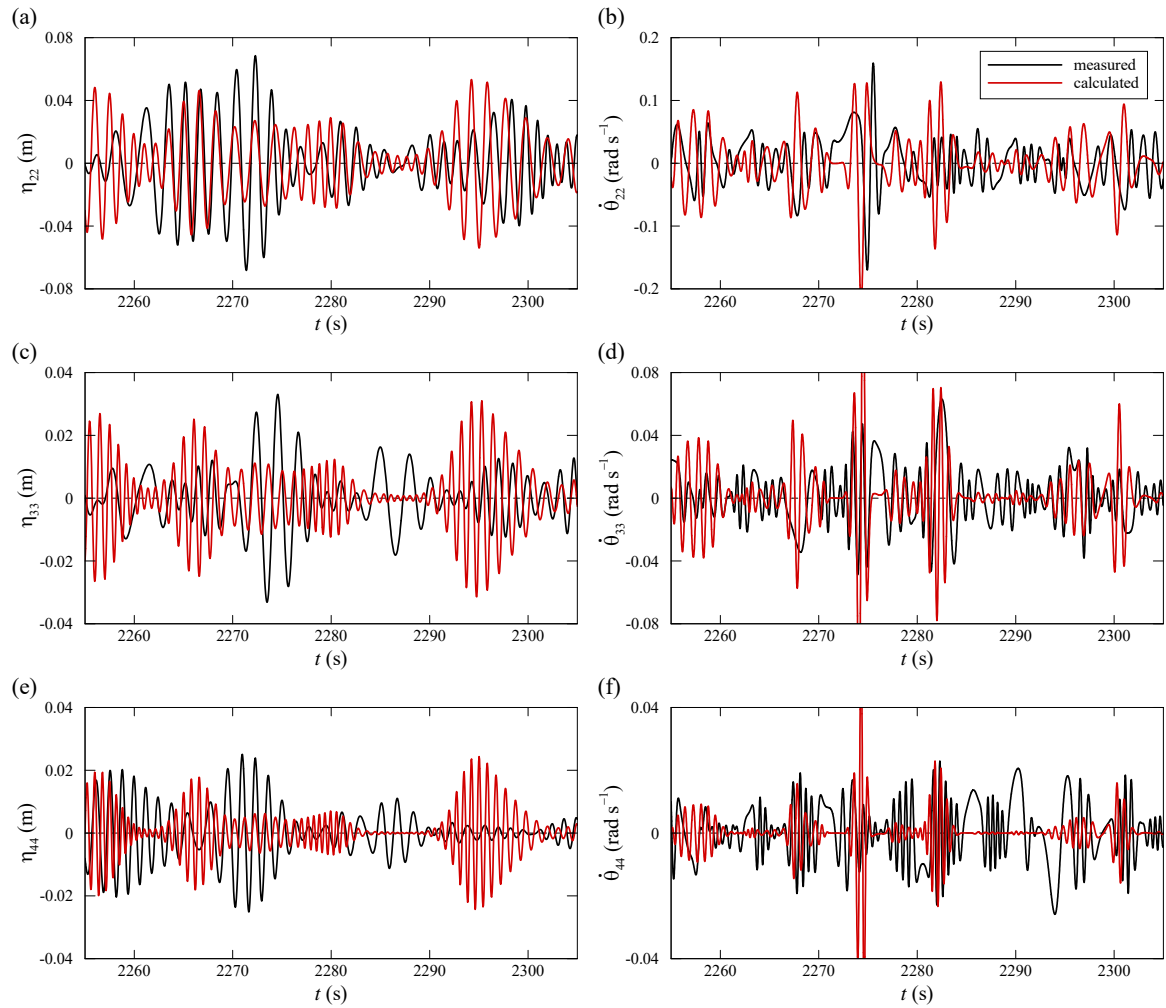 (a)
0.08
0.04
0
-0.04
-0.08
η22 (m)
2260 2270 2280 2290 2300
t (s)
(b)
measured
calculated
0.2
0.1
0
-0.1
-0.2
θ̇22 (rad s−1)
2260 2270 2280 2290 2300
t (s)
(c)
0.04
0.02
0
-0.02
-0.04
η33 (m)
2260 2270 2280 2290 2300
t (s)
(d)
0.08
0.04
0
-0.04
-0.08
θ̇33 (rad s−1)
2260 2270 2280 2290 2300
t (s)
(e)
0.04
0.02
0
-0.02
-0.04
η44 (m)
2260 2270 2280 2290 2300
t (s)
(f)
0.04
0
-0.04
θ̇44 (rad s−1)
2260 2270 2280 2290 2300
t (s)